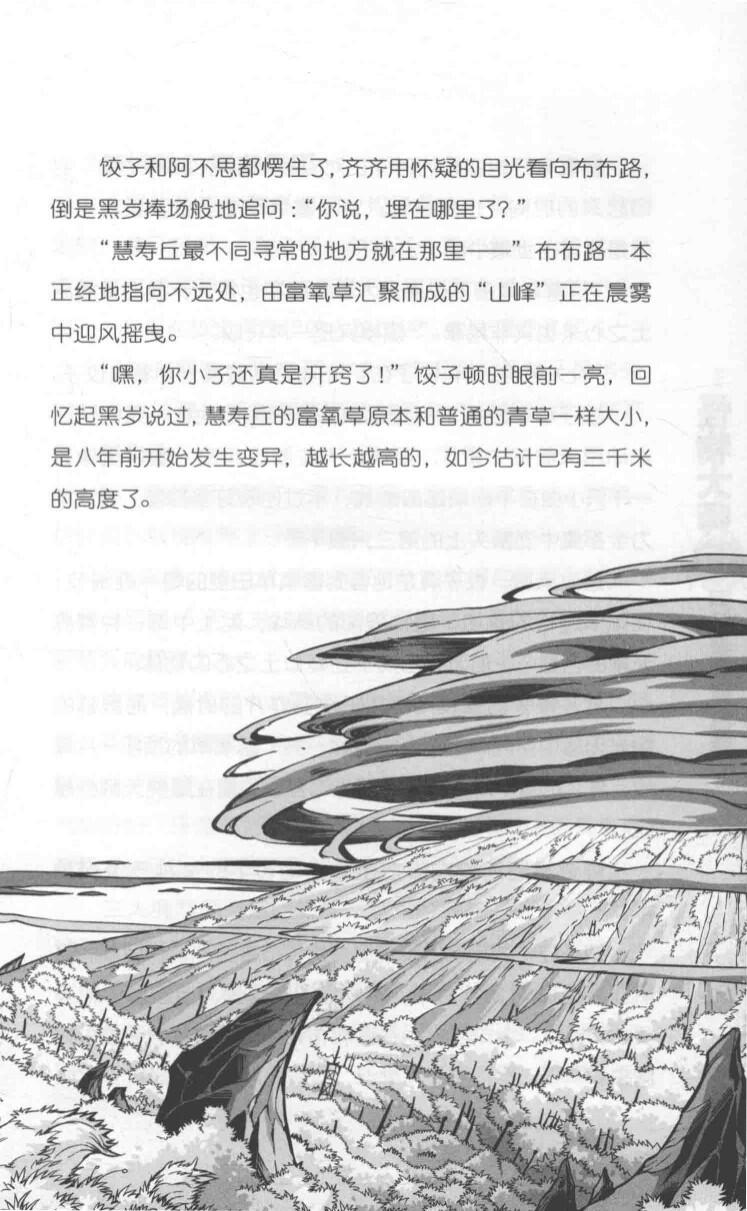 饺子和阿不思都愣住了，齐齐用怀疑的目光看向布布路，
倒是黑岁捧场般地追问：“你说，埋在哪里了？”
“慧寿丘最不同寻常的地方就在那里——”布布路一本
正经地指向不远处，由富氧草汇聚而成的“山峰”正在晨雾
中迎风摇曳。
“嘿，你小子还真是开窍了！”饺子顿时眼前一亮，回
忆起黑岁说过，慧寿丘的富氧草原本和普通的青草一样大小，
是八年前开始发生变异，越长越高的，如今估计已有三千米
的高度了。